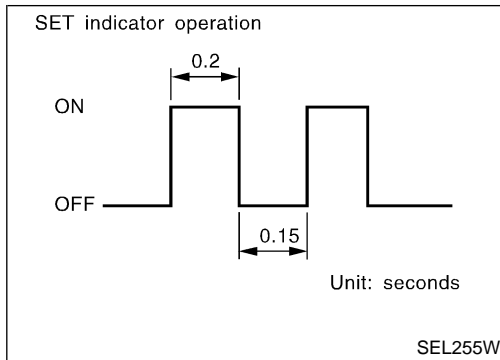 SET indicator operation
0.2
ON
OFF
0.15
Unit: seconds
SEL255W